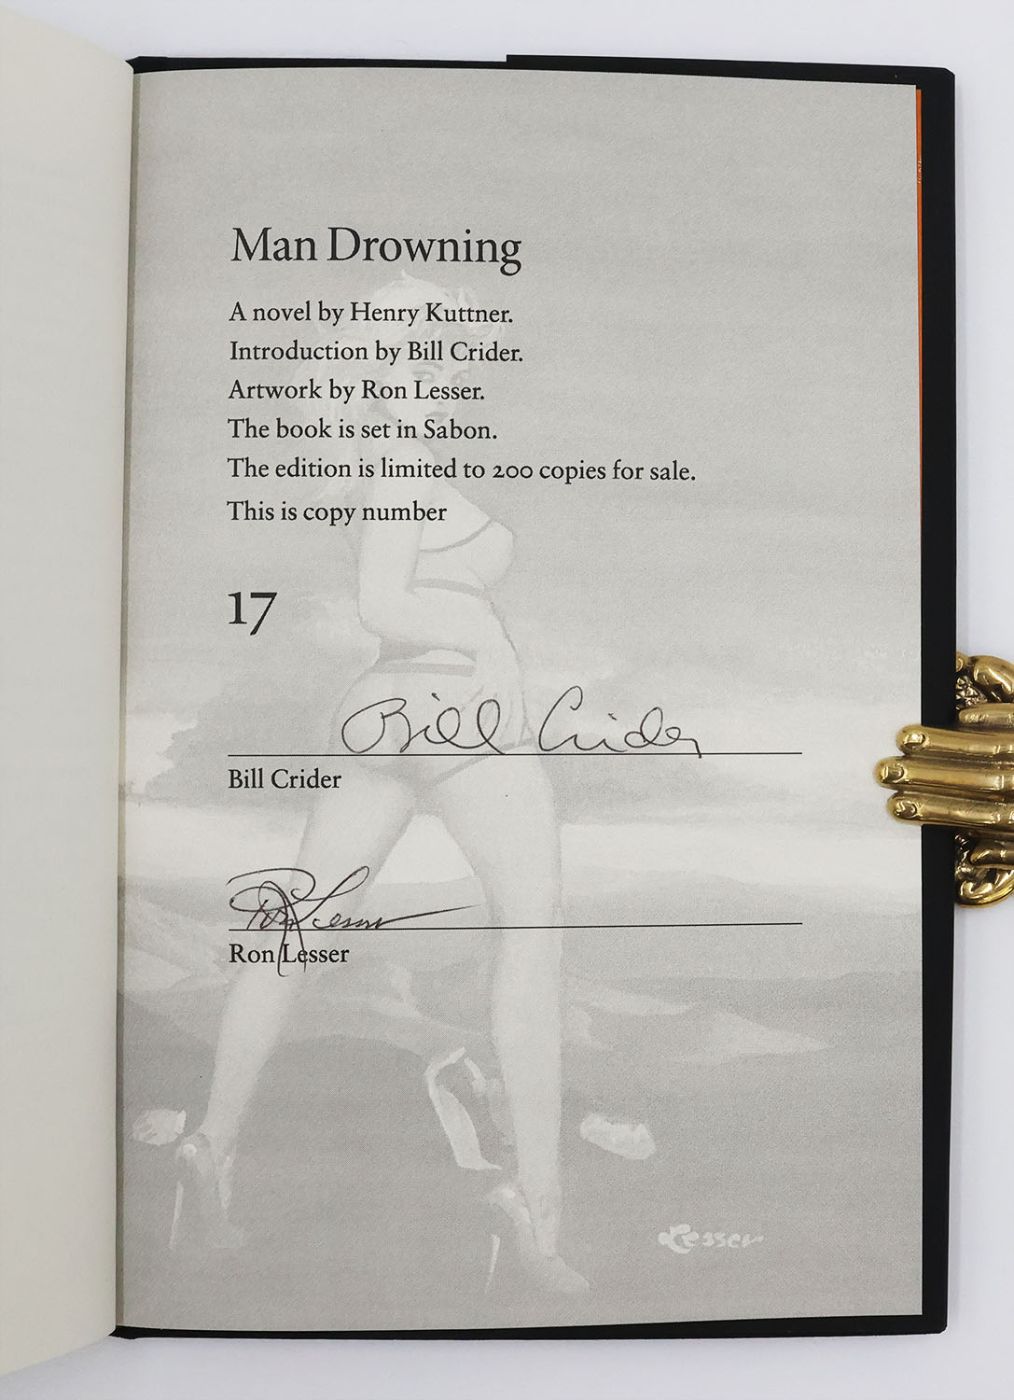 Man Drowning
A novel by Henry Kuttner.
Introduction by Bill Crider.
Artwork by Ron Lesser.
The book is set in Sabon.
The edition is limited to 200 copies for sale.
This is copy number
17
Bill Crider
Bill Crider
Ron Lesser
Ron Lesser
Lesser